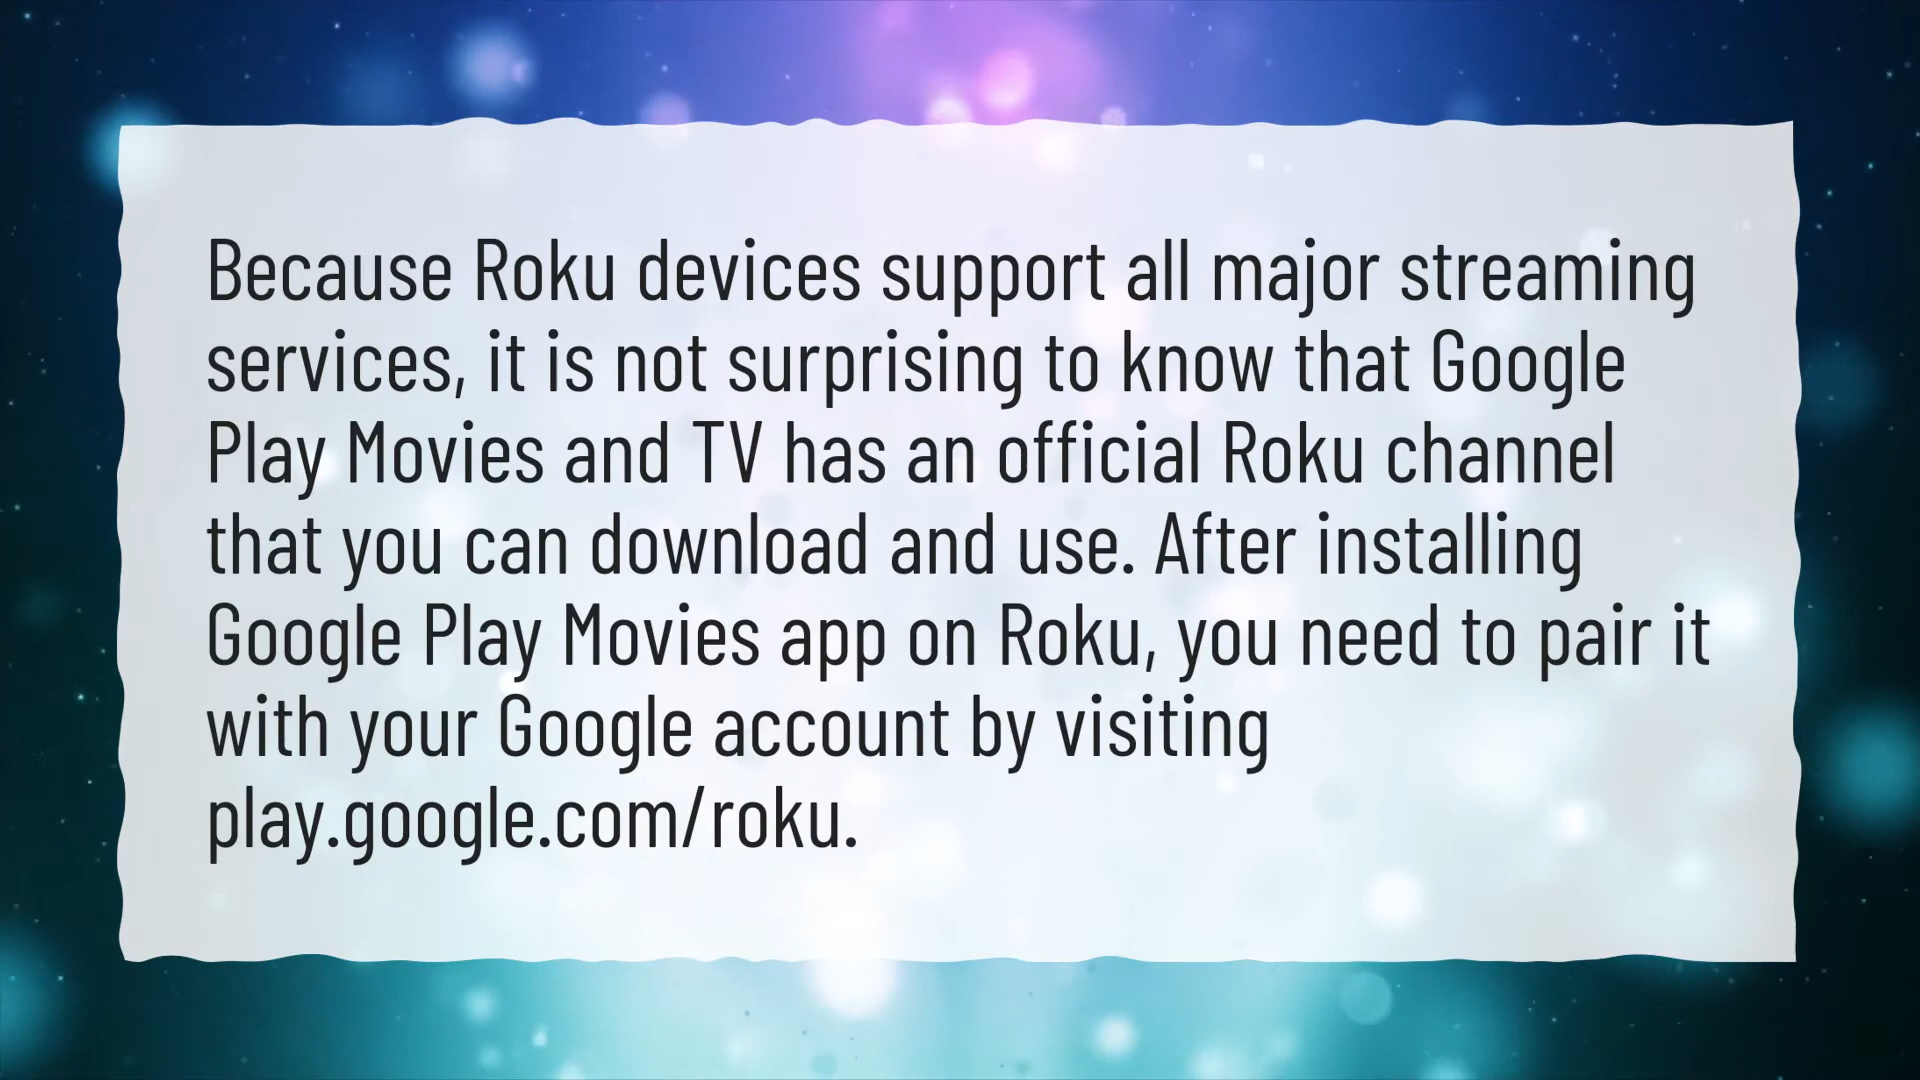 Because Roku devices support all major streaming
services, it is not surprising to know that Google
Play Movies and TV has an official Roku channel
that you can download and use. After installing
Google Play Movies app on Roku, you need to pair it
with your Google account by visiting
play.google.com/roku.